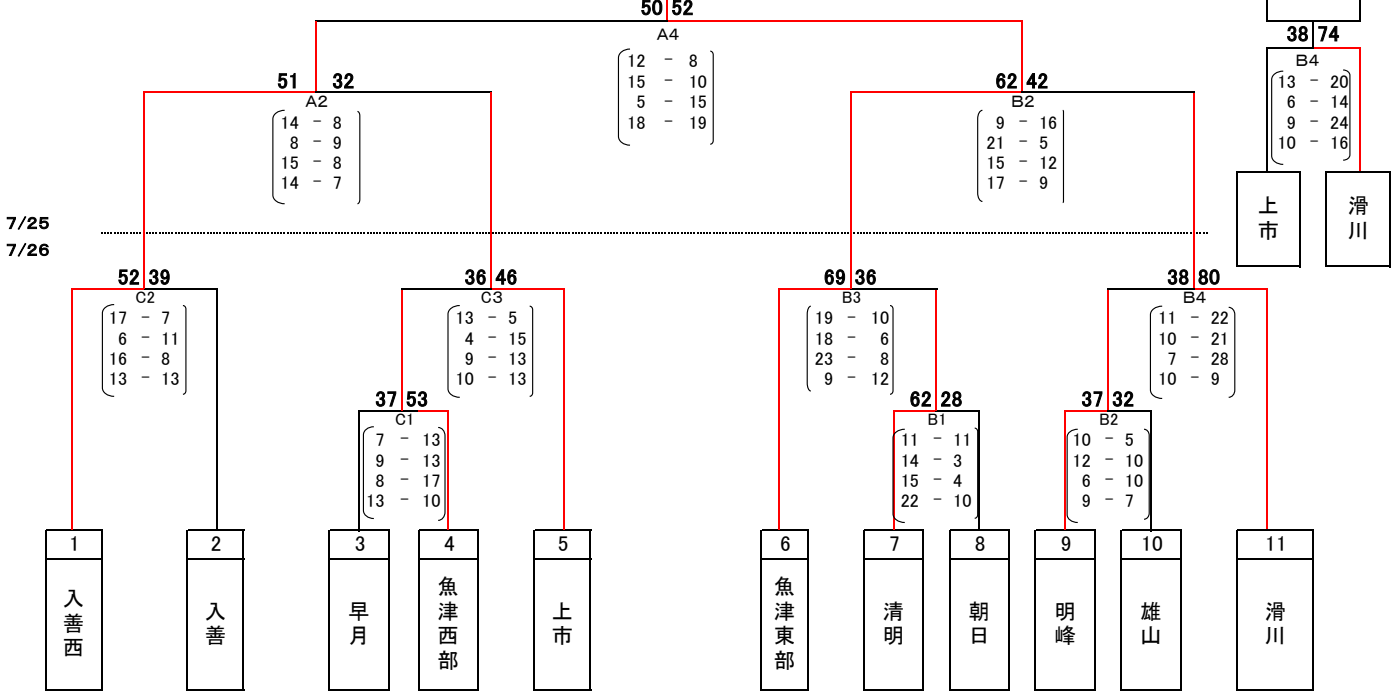 50 52
A4
12 - 8
15 - 10
5 - 15
18 - 19
38 74
B4
13 - 20
6 - 14
9 - 24
10 - 16
上市
滑川
51 32
A2
14 - 8
8 - 9
15 - 8
14 - 7
62 42
B2
9 - 16
21 - 5
15 - 12
17 - 9
7/25
7/26
52 39
C2
17 - 7
6 - 11
16 - 8
13 - 13
36 46
C3
13 - 5
4 - 15
9 - 13
10 - 13
69 36
B3
19 - 10
18 - 6
23 - 8
9 - 12
38 80
B4
11 - 22
10 - 21
7 - 28
10 - 9
37 53
C1
7 - 13
9 - 13
8 - 17
13 - 10
62 28
B1
11 - 11
14 - 3
15 - 4
22 - 10
37 32
B2
10 - 5
12 - 10
6 - 10
9 - 7
1
入善西
2
入善
3
早月
4
魚津西部
5
上市
6
魚津東部
7
清明
8
朝日
9
明峰
10
雄山
11
滑川